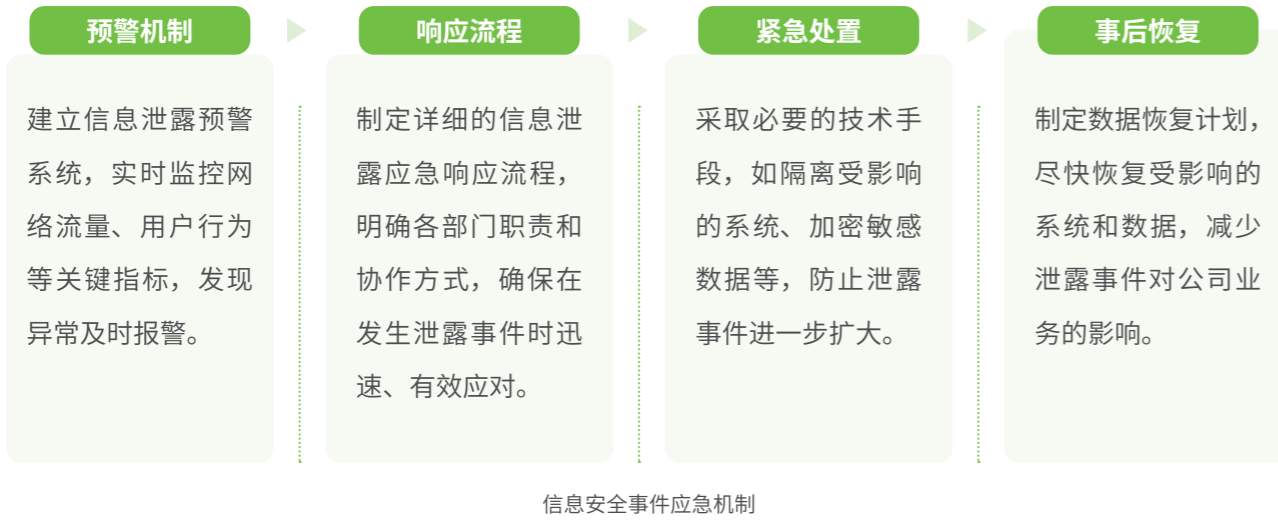 预警机制
建立信息泄露预警
系统，实时监控网
络流量、用户行为
等关键指标，发现
异常及时报警。
响应流程
制定详细的信息泄
露应急响应流程，
明确各部门职责和
协作方式，确保在
发生泄露事件时迅
速、有效应对。
紧急处置
采取必要的技术手
段，如隔离受影响
的系统、加密敏感
数据等，防止泄露
事件进一步扩大。
事后恢复
制定数据恢复计划，
尽快恢复受影响的
系统和数据，减少
泄露事件对公司业
务的影响。
信息安全事件应急机制